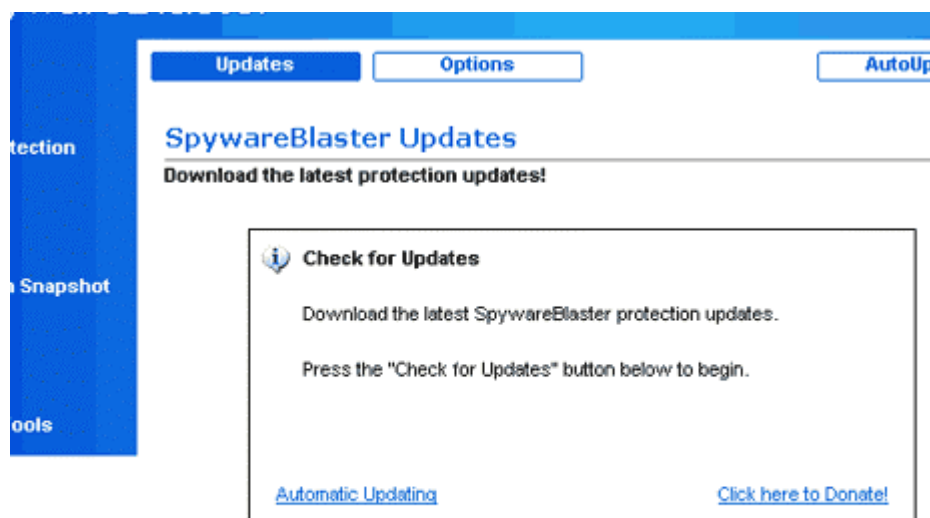 Updates Options AutoUp
SpywareBlaster Updates
tection
Download the latest protection updates!
Check for Updates
Snapshot
Download the latest SpywareBlaster protection updates.
Press the "Check for Updates" button below to begin.
ools
Automatic Updating Click here to Donate!